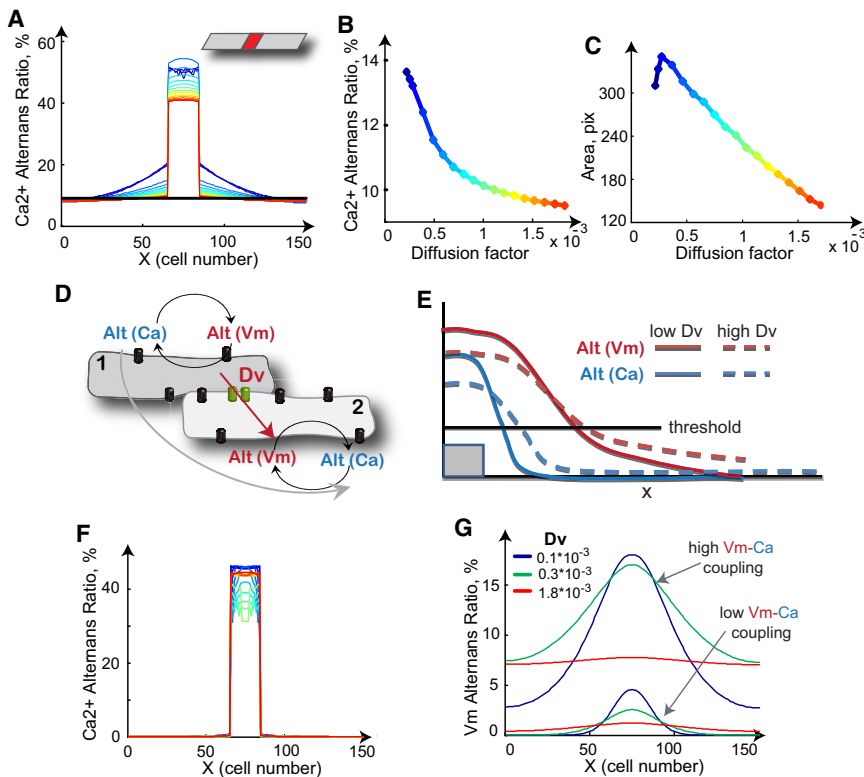 A
Ca2+ Alternans Ratio, %
60
40
20
0
0
50
100
150
X (cell number)
B
Ca2+ Alternans Ratio, %
14
12
10
0
0.5
1
1.5
x 10⁻³
Diffusion factor
C
Area, pix
300
240
180
120
0
0.5
1
1.5
x 10⁻³
Diffusion factor
D
Alt (Ca)
Alt (Vm)
1
Dv
2
Alt (Vm)
Alt (Ca)
E
low Dv
high Dv
Alt (Vm)
Alt (Ca)
threshold
x
F
Ca2+ Alternans Ratio, %
40
20
0
0
50
100
150
X (cell number)
G
Vm Alternans Ratio, %
15
10
5
0
0
50
100
150
X (cell number)
Dv
0.1*10⁻³
0.3*10⁻³
1.8*10⁻³
high Vm-Ca
coupling
low Vm-Ca
coupling